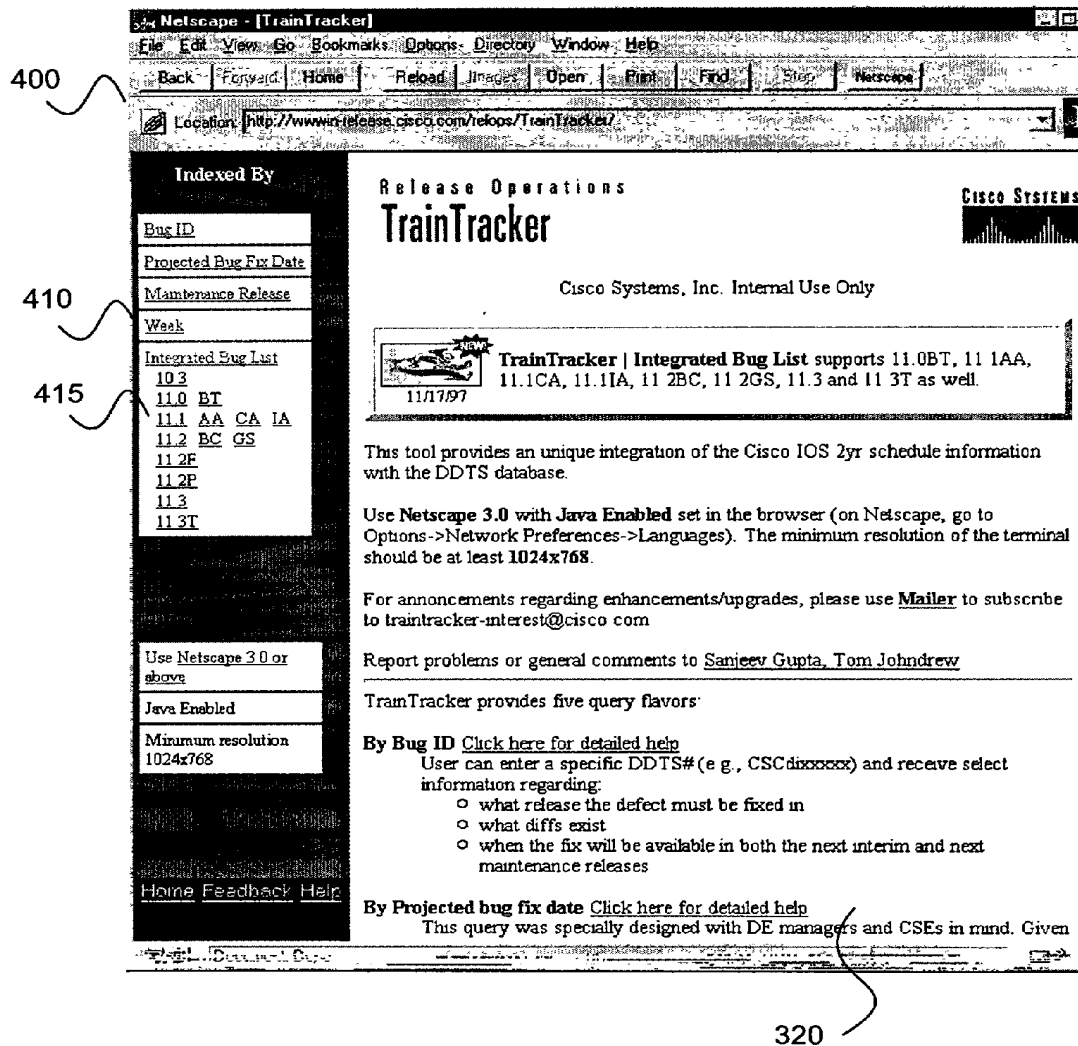 Netscape - [TrainTracker]
File Edit View Go Bookmarks Options Directory Window Help
400
Back Forward Home Reload Images Open Print Find Stop Netscape
Location: http://wwwin-release.cisco.com/relops/TrainTracker/
Indexed By
Bug ID
Projected Bug Fix Date
Maintenance Release
410
Week
Integrated Bug List
10 3
415
11.0 BT
11.1 AA CA IA
11.2 BC GS
11 2F
11 2P
11 3
11 3T
Use Netscape 3 0 or
above
Java Enabled
Minimum resolution
1024x768
Home Feedback Help
Release Operations
TrainTracker
CISCO SYSTEMS
Cisco Systems, Inc. Internal Use Only
NEW!
11/17/97
TrainTracker | Integrated Bug List supports 11.0BT, 11 1AA,
11.1CA, 11.1IA, 11 2BC, 11 2GS, 11.3 and 11 3T as well.
This tool provides an unique integration of the Cisco IOS 2yr schedule information
with the DDTS database.
Use Netscape 3.0 with Java Enabled set in the browser (on Netscape, go to
Options->Network Preferences->Languages). The minimum resolution of the terminal
should be at least 1024x768.
For annoncements regarding enhancements/upgrades, please use Mailer to subscribe
to traintracker-interest@cisco com
Report problems or general comments to Sanjeev Gupta, Tom Johndrew
TrainTracker provides five query flavors:
By Bug ID Click here for detailed help
User can enter a specific DDTS# (e g., CSCdixxxxx) and receive select
information regarding:
o what release the defect must be fixed in
o what diffs exist
o when the fix will be available in both the next interim and next
maintenance releases
By Projected bug fix date Click here for detailed help
This query was specially designed with DE managers and CSEs in mind. Given
Document: Done
320